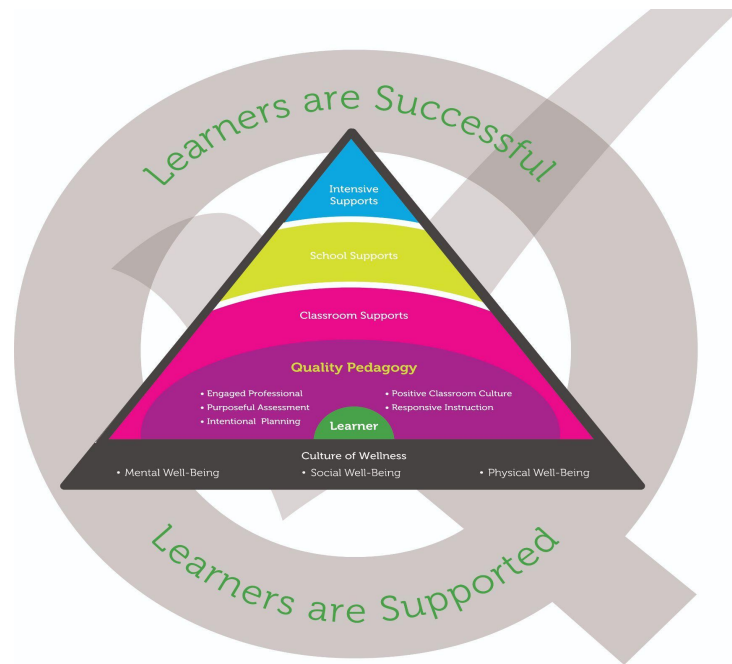 Learners are Successful
Intensive
Supports
School Supports
Classroom Supports
Quality Pedagogy
• Engaged Professional
• Purposeful Assessment
• Intentional Planning
• Positive Classroom Culture
• Responsive Instruction
Learner
Culture of Wellness
• Mental Well-Being • Social Well-Being • Physical Well-Being
Learners are Supported